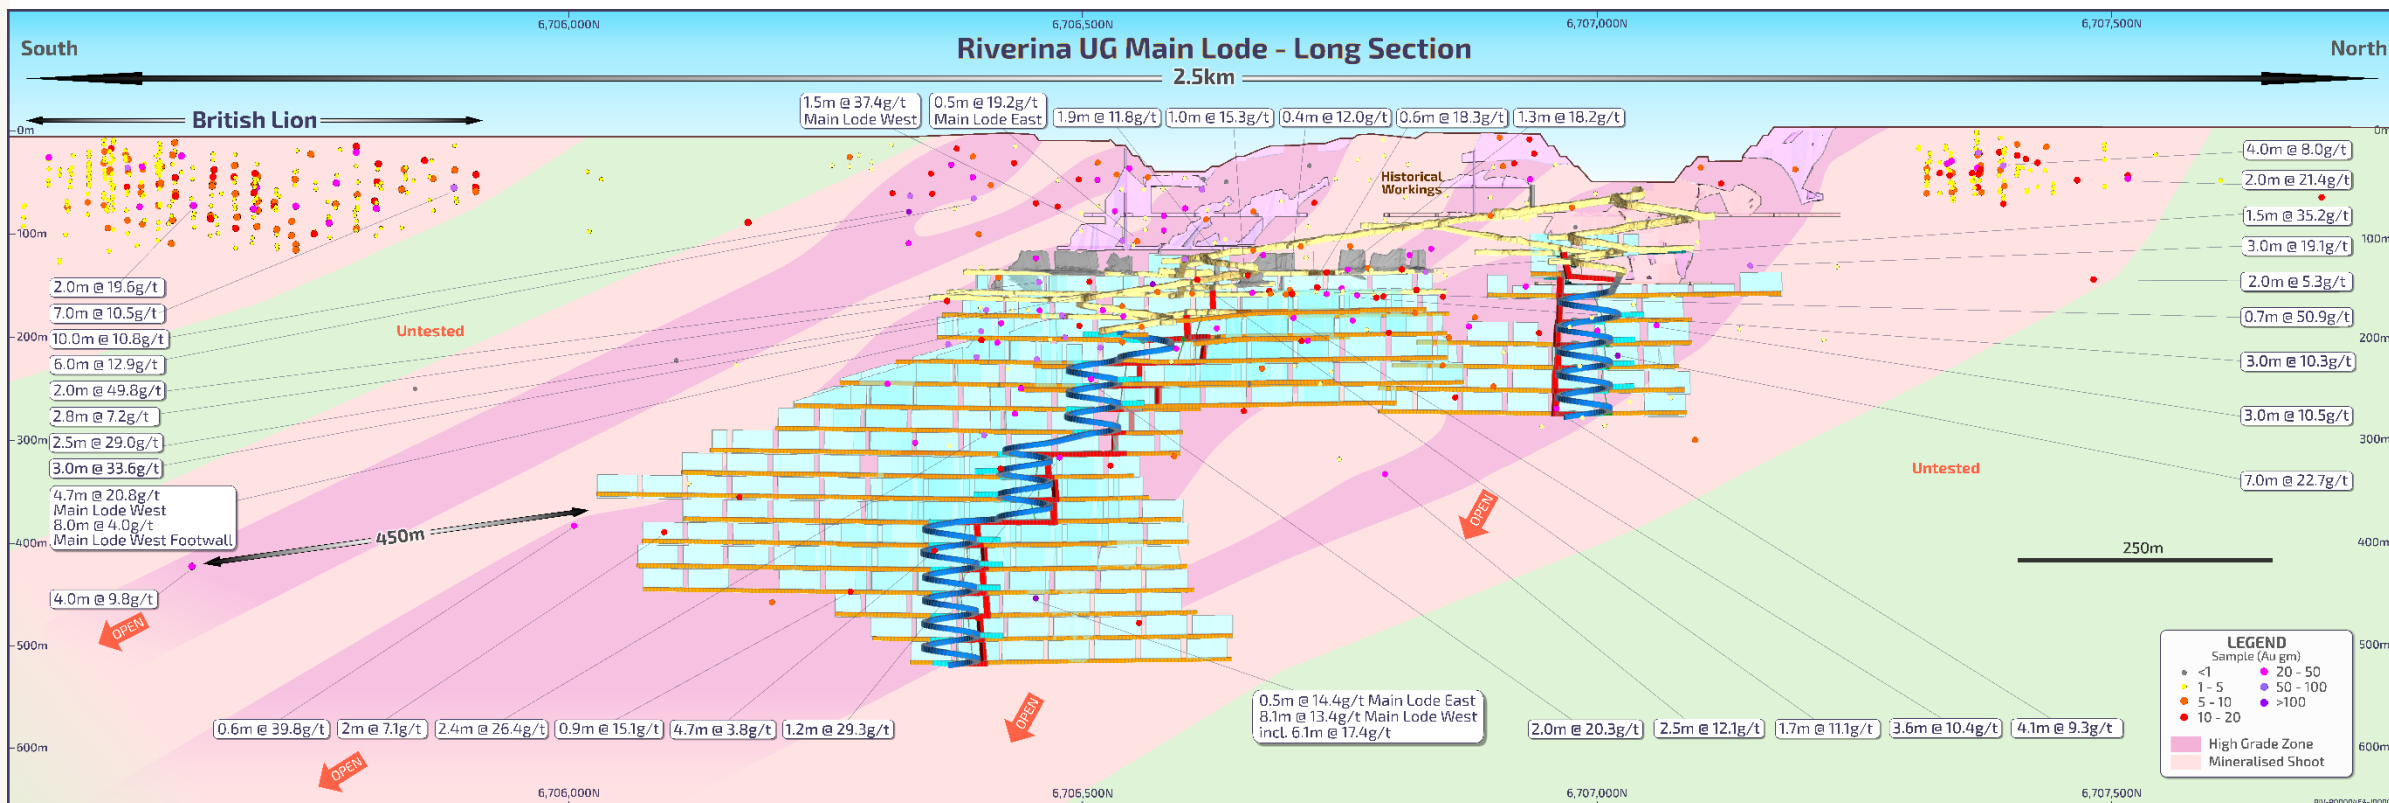 6,706,000N
6,706,500N
6,707,000N
6,707,500N
South
Riverina UG Main Lode - Long Section
North
2.5km
British Lion
1.5m @ 37.4g/t
Main Lode West
0.5m @ 19.2g/t
Main Lode East
1.9m @ 11.8g/t
1.0m @ 15.3g/t
0.4m @ 12.0g/t
0.6m @ 18.3g/t
1.3m @ 18.2g/t
0m
0m
100m
100m
200m
200m
300m
300m
400m
400m
500m
500m
600m
600m
Historical
Workings
2.0m @ 19.6g/t
7.0m @ 10.5g/t
10.0m @ 10.8g/t
6.0m @ 12.9g/t
2.0m @ 49.8g/t
2.8m @ 7.2g/t
2.5m @ 29.0g/t
3.0m @ 33.6g/t
4.7m @ 20.8g/t
Main Lode West
8.0m @ 4.0g/t
Main Lode West Footwall
4.0m @ 9.8g/t
Untested
450m
OPEN
OPEN
OPEN
OPEN
4.0m @ 8.0g/t
2.0m @ 21.4g/t
1.5m @ 35.2g/t
3.0m @ 19.1g/t
2.0m @ 5.3g/t
0.7m @ 50.9g/t
3.0m @ 10.3g/t
3.0m @ 10.5g/t
7.0m @ 22.7g/t
Untested
250m
0.6m @ 39.8g/t
2m @ 7.1g/t
2.4m @ 26.4g/t
0.9m @ 15.1g/t
4.7m @ 3.8g/t
1.2m @ 29.3g/t
0.5m @ 14.4g/t Main Lode East
8.1m @ 13.4g/t Main Lode West
incl. 6.1m @ 17.4g/t
2.0m @ 20.3g/t
2.5m @ 12.1g/t
1.7m @ 11.1g/t
3.6m @ 10.4g/t
4.1m @ 9.3g/t
LEGEND
Sample (Au gm)
<1
1 - 5
5 - 10
10 - 20
20 - 50
50 - 100
>100
High Grade Zone
Mineralised Shoot
6,706,000N
6,706,500N
6,707,000N
6,707,500N